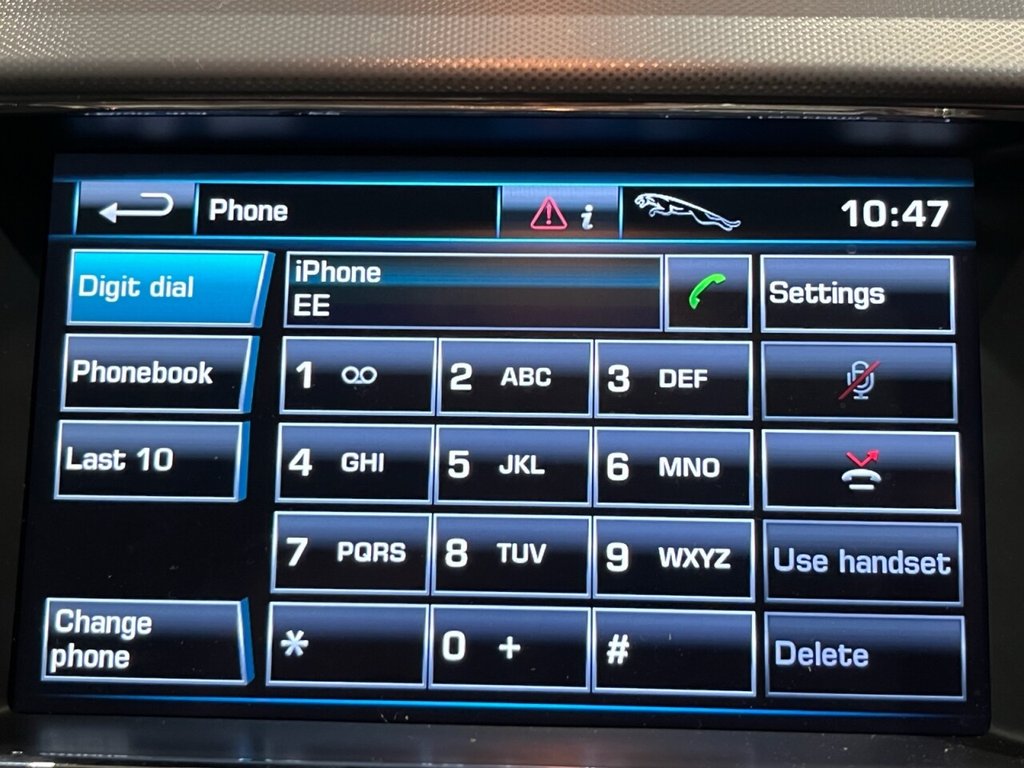 Phone
i
10:47
Digit dial
iPhone
EE
Settings
Phonebook
1
2 ABC
3 DEF
Last 10
4 GHI
5 JKL
6 MNO
7 PQRS
8 TUV
9 WXYZ
Use handset
Change
phone
*
0 +
#
Delete